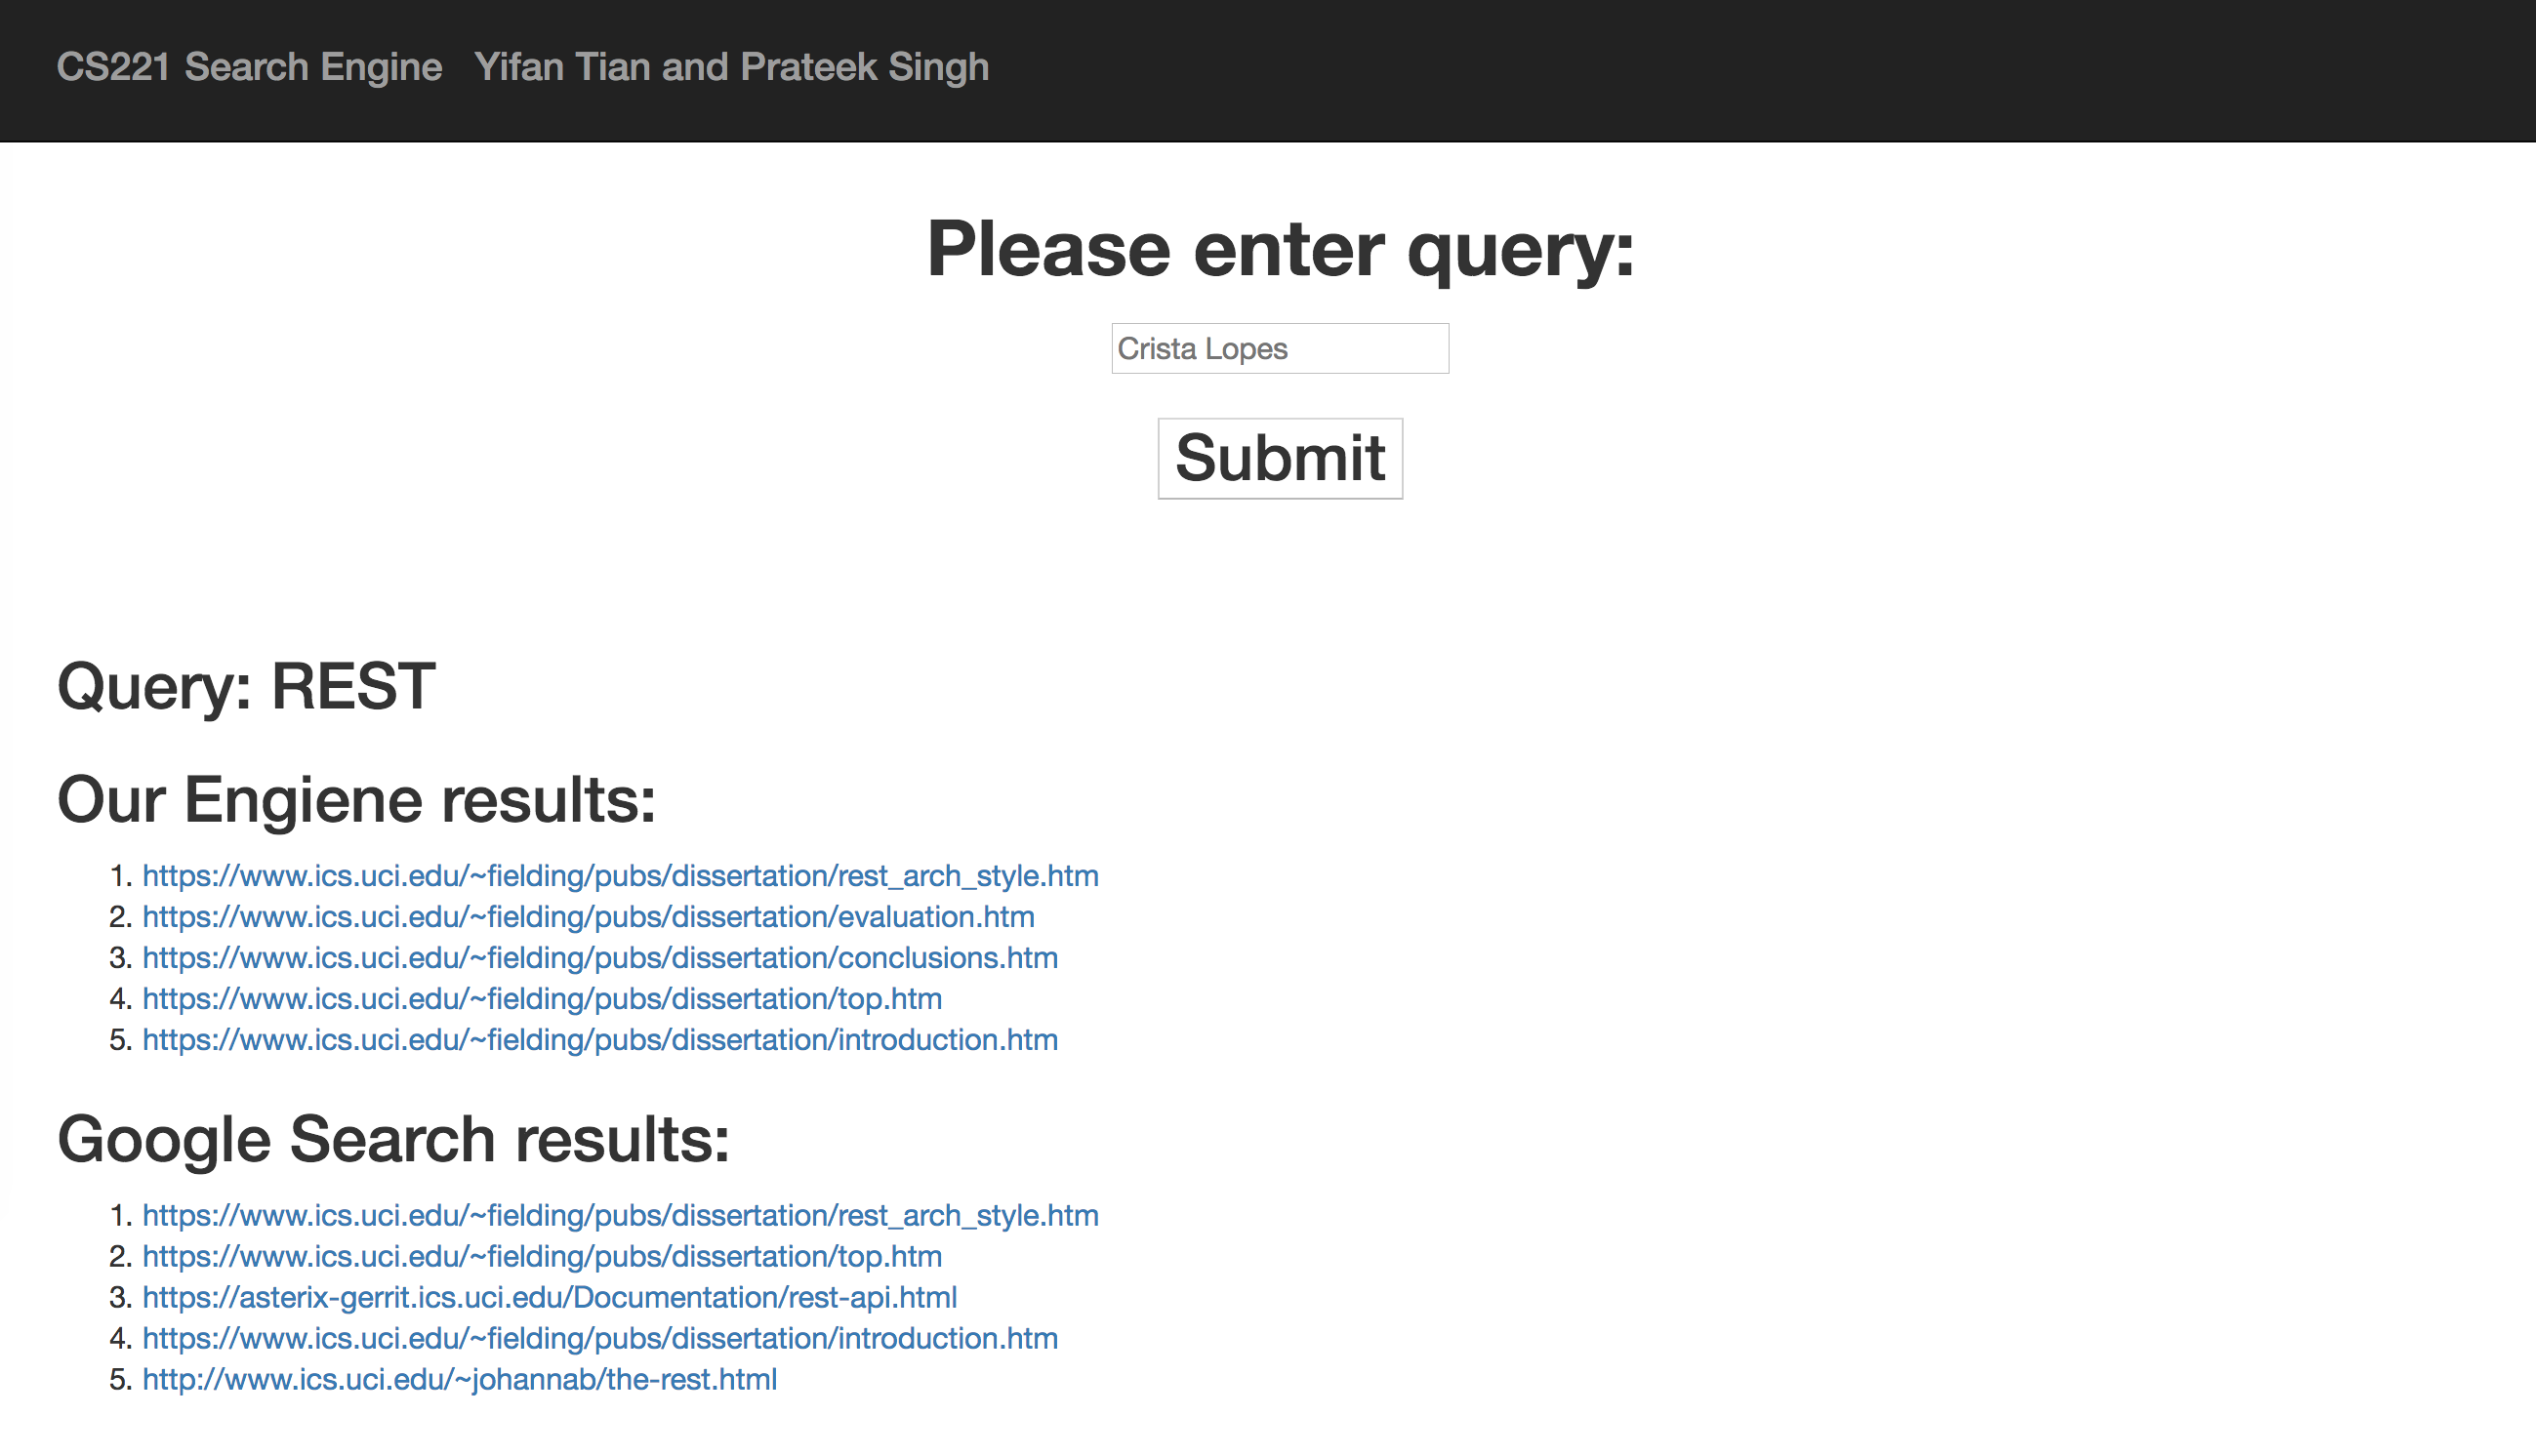 CS221 Search Engine Yifan Tian and Prateek Singh
Please enter query:
Crista Lopes
Submit
Query: REST
Our Engiene results:
1. https://www.ics.uci.edu/~fielding/pubs/dissertation/rest_arch_style.htm
2. https://www.ics.uci.edu/~fielding/pubs/dissertation/evaluation.htm
3. https://www.ics.uci.edu/~fielding/pubs/dissertation/conclusions.htm
4. https://www.ics.uci.edu/~fielding/pubs/dissertation/top.htm
5. https://www.ics.uci.edu/~fielding/pubs/dissertation/introduction.htm
Google Search results:
1. https://www.ics.uci.edu/~fielding/pubs/dissertation/rest_arch_style.htm
2. https://www.ics.uci.edu/~fielding/pubs/dissertation/top.htm
3. https://asterix-gerrit.ics.uci.edu/Documentation/rest-api.html
4. https://www.ics.uci.edu/~fielding/pubs/dissertation/introduction.htm
5. http://www.ics.uci.edu/~johannab/the-rest.html